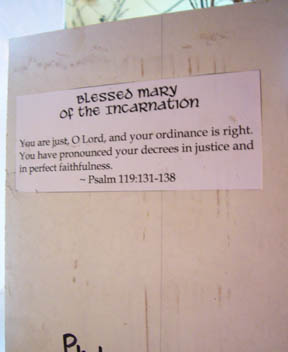 Blessed Mary
of the Incarnation
You are just, O Lord, and your ordinance is right.
You have pronounced your decrees in justice and
in perfect faithfulness.
~ Psalm 119:131-138